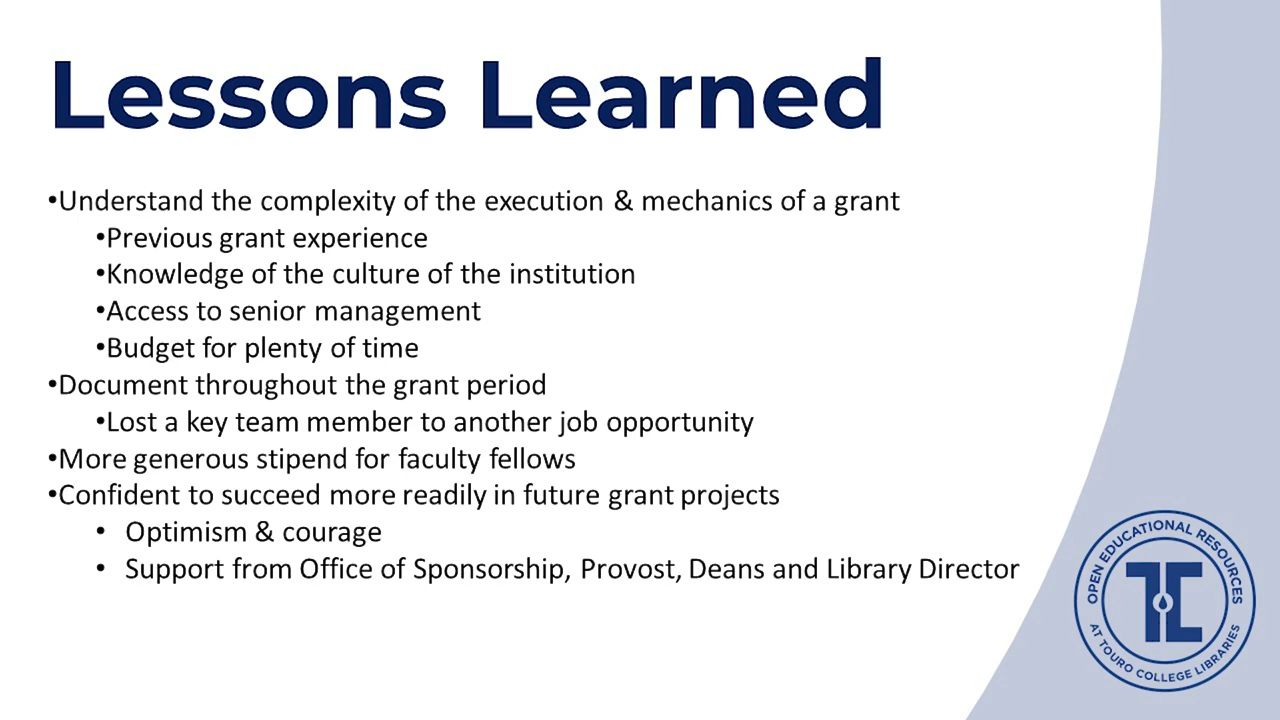 Lessons Learned
•Understand the complexity of the execution & mechanics of a grant
•Previous grant experience
•Knowledge of the culture of the institution
•Access to senior management
•Budget for plenty of time
•Document throughout the grant period
•Lost a key team member to another job opportunity
•More generous stipend for faculty fellows
•Confident to succeed more readily in future grant projects
• Optimism & courage
• Support from Office of Sponsorship, Provost, Deans and Library Director
OPEN EDUCATIONAL RESOURCES
TC
AT TOURO COLLEGE LIBRARIES